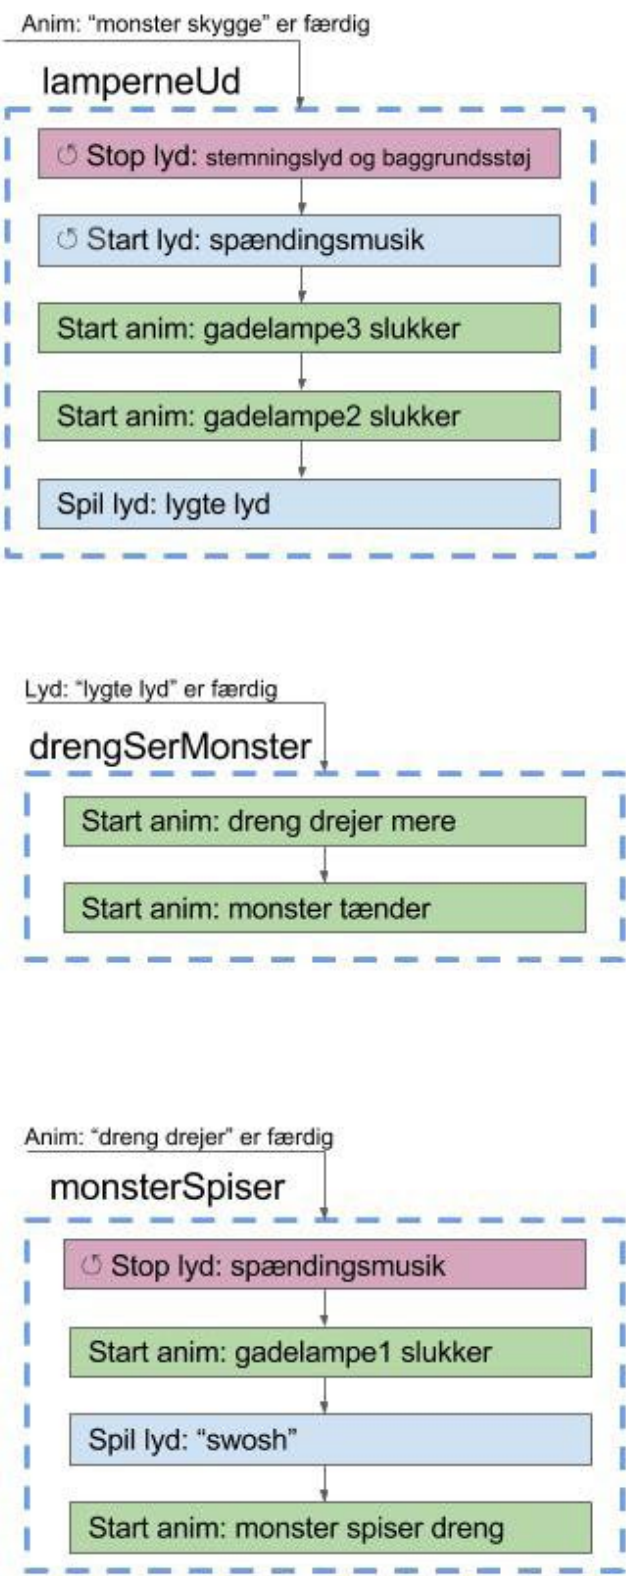 Anim: “monster skygge” er færdig
lamperneUd
Stop lyd: stemningslyd og baggrundsstøj
Start lyd: spændingsmusik
Start anim: gadelampe3 slukker
Start anim: gadelampe2 slukker
Spil lyd: lygte lyd
Lyd: “lygte lyd” er færdig
drengSerMonster
Start anim: dreng drejer mere
Start anim: monster tænder
Anim: “dreng drejer” er færdig
monsterSpiser
Stop lyd: spændingsmusik
Start anim: gadelampe1 slukker
Spil lyd: “swosh”
Start anim: monster spiser dreng